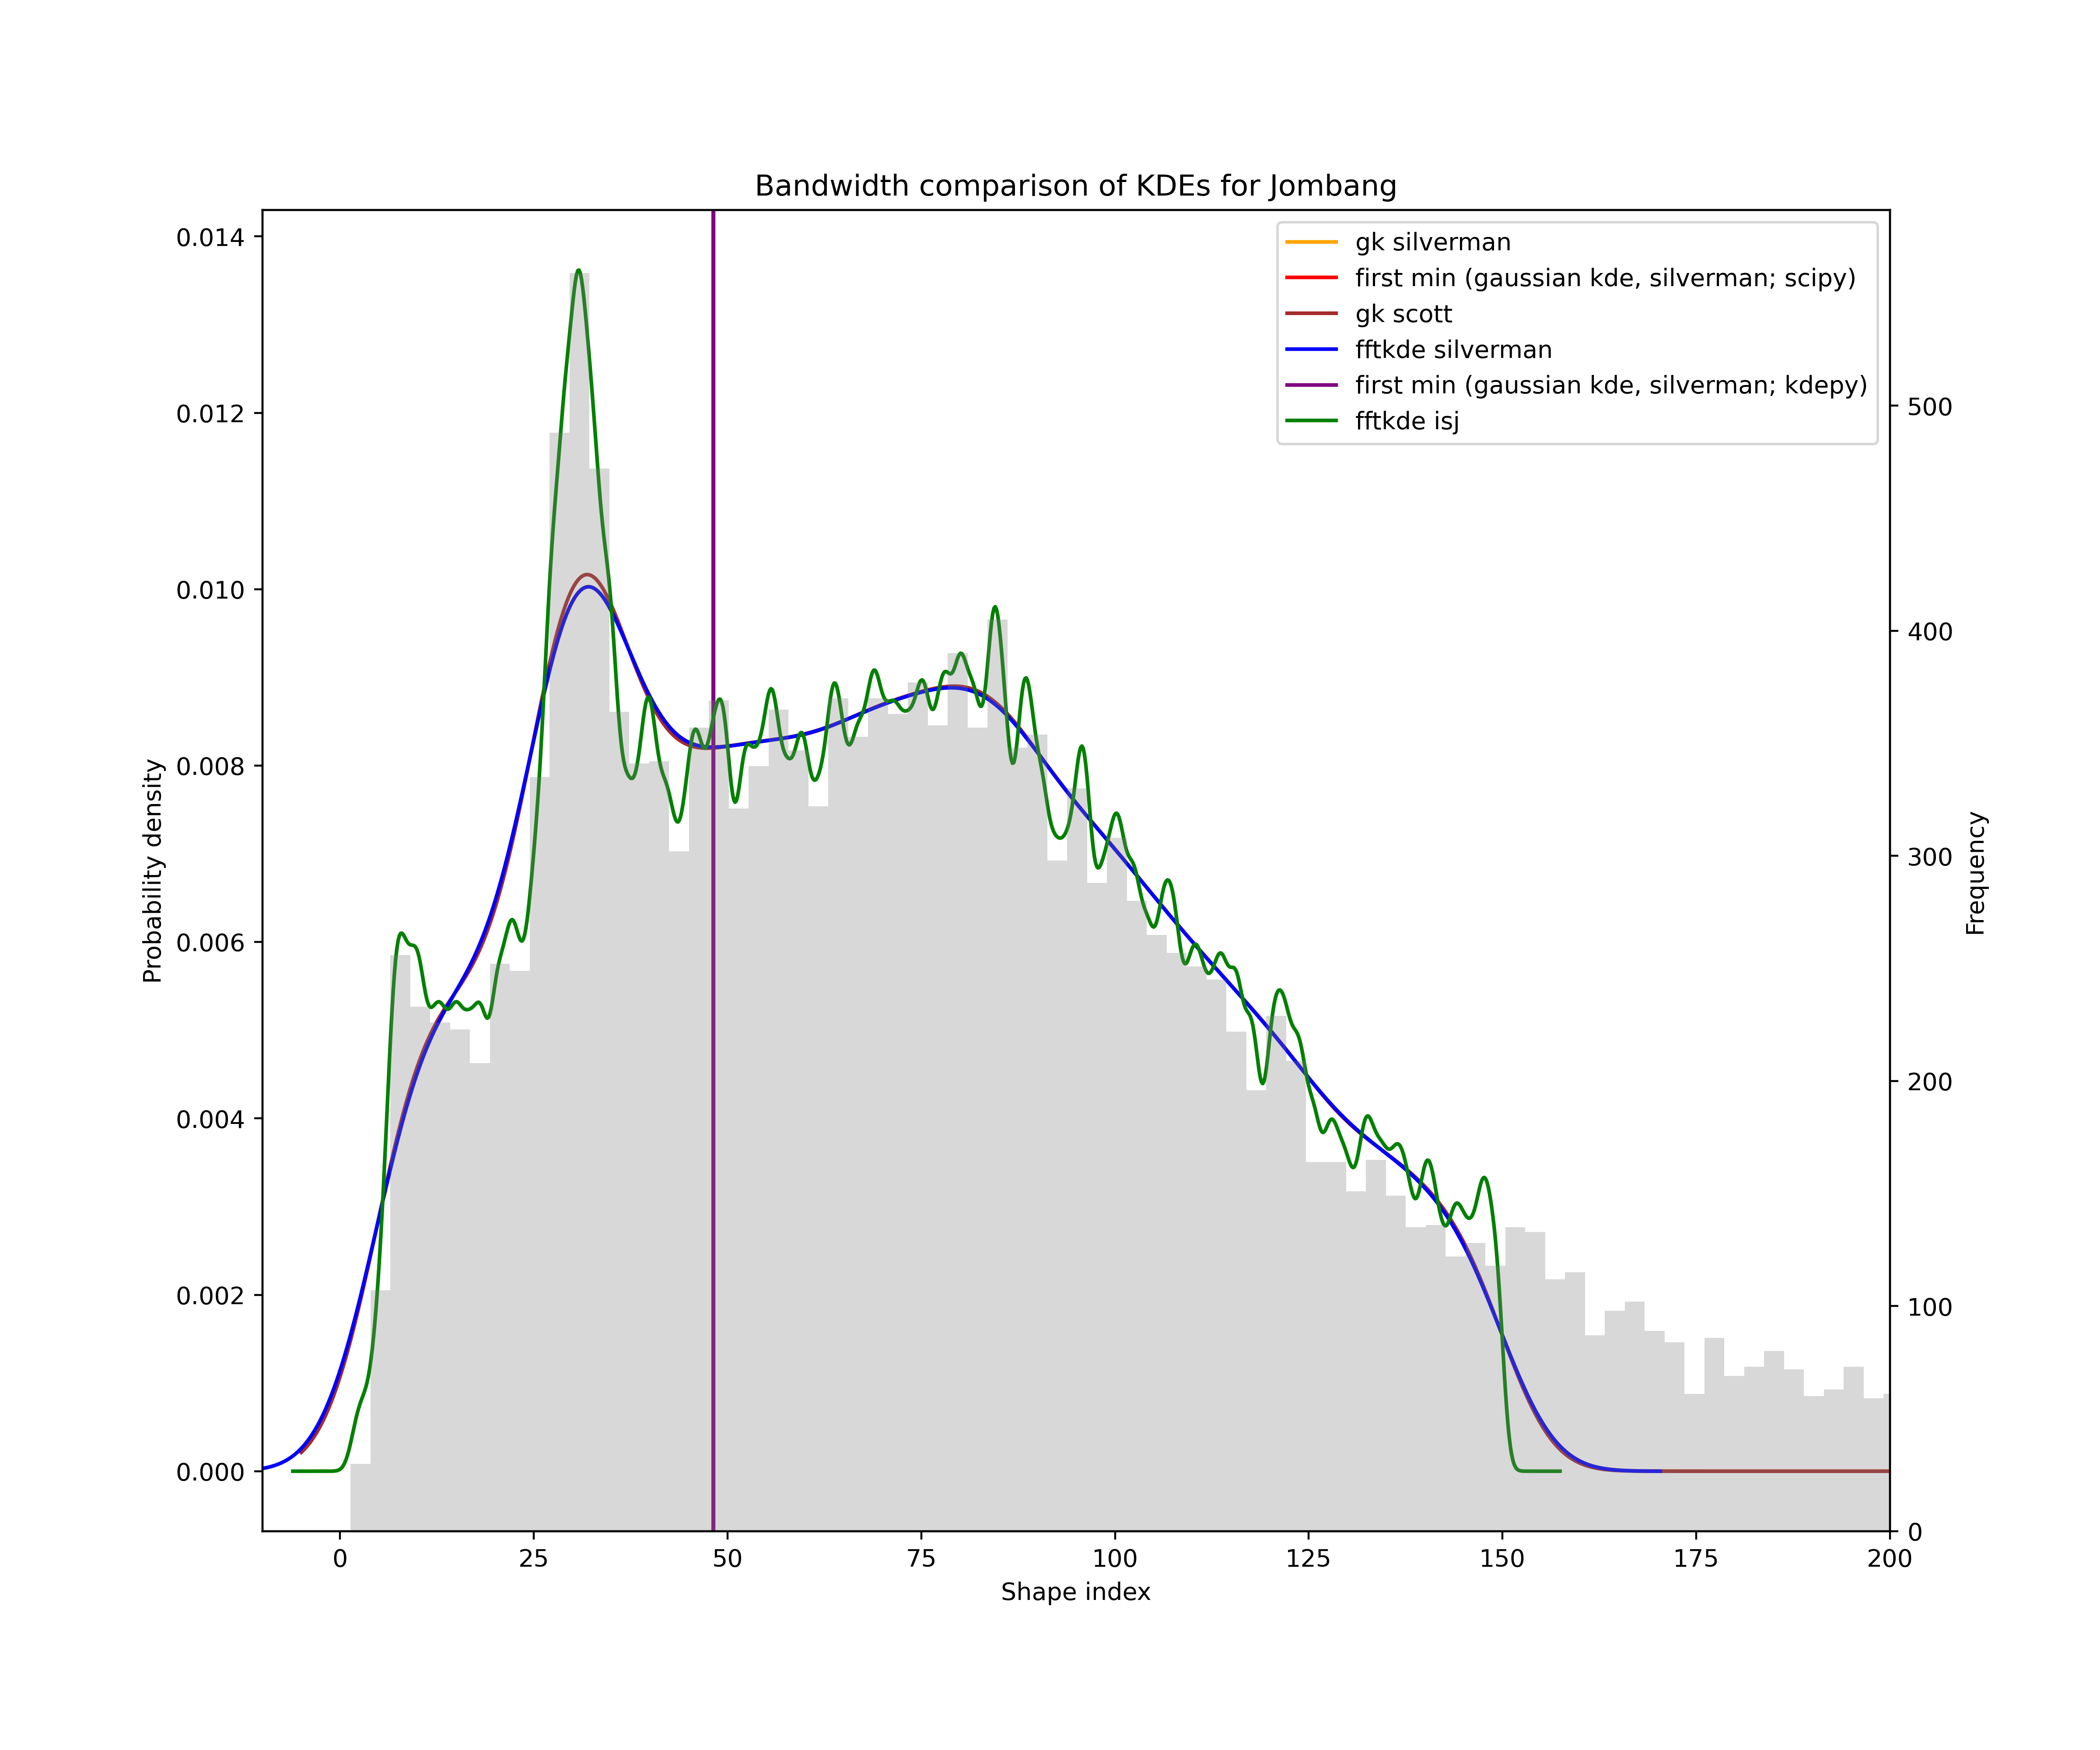 Bandwidth comparison of KDEs for Jombang
gk silverman
first min (gaussian kde, silverman; scipy)
gk scott
fftkde silverman
first min (gaussian kde, silverman; kdepy)
fftkde isj
0.014
0.012
0.010
0.008
0.006
0.004
0.002
0.000
Probability density
500
400
300
200
100
0
Frequency
0 25 50 75 100 125 150 175 200
Shape index